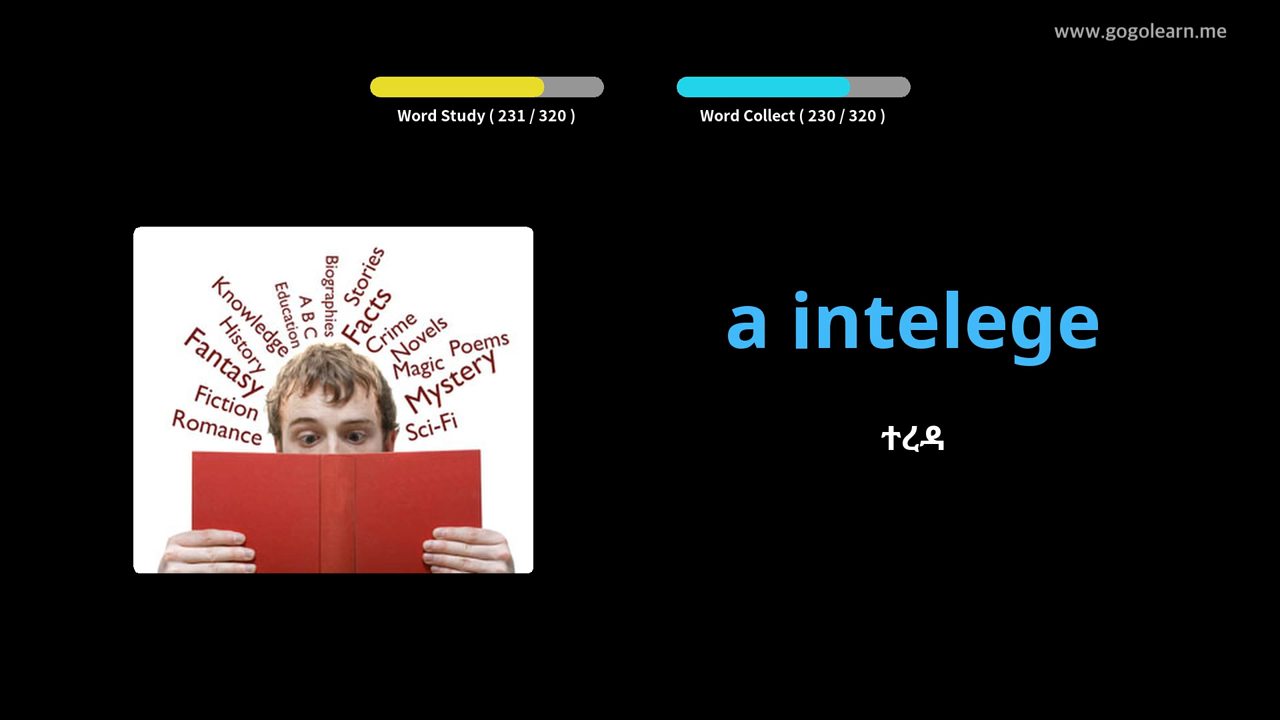 www.gogolearn.me
Word Study ( 231 / 320 )
Word Collect ( 230 / 320 )
Knowledge
Education
A B C
Biographies
Stories
Facts
History
Crime
Novels
Fantasy
Magic
Poems
Mystery
Fiction
Romance
Sci-Fi
a intelege
ተረዳ